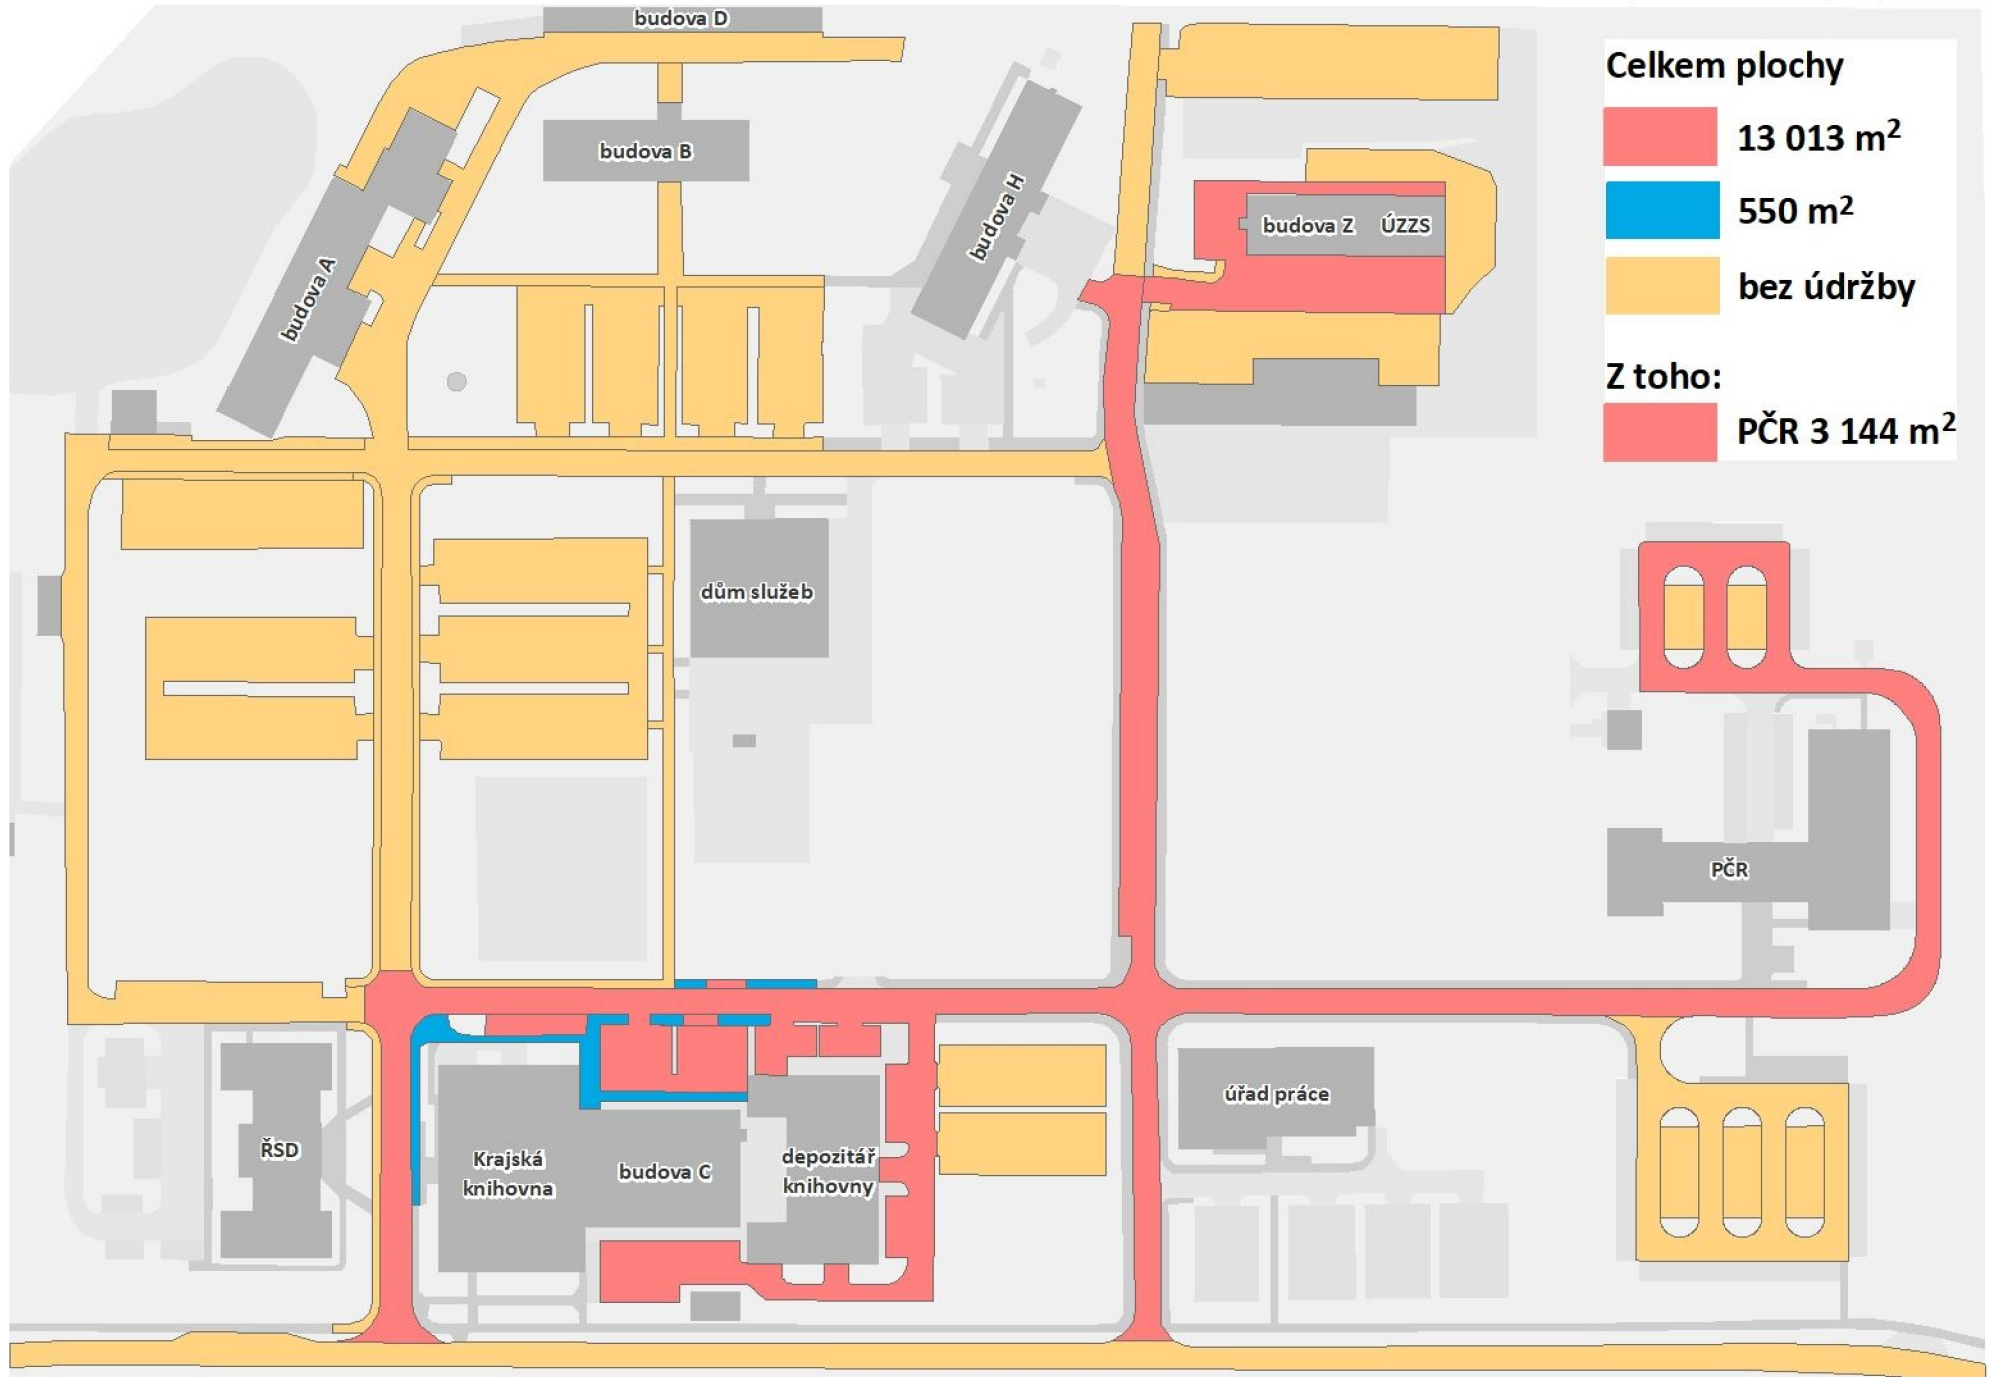 budova D
Celkem plochy
13 013 m²
budova B
550 m²
budova H
budova Z ÚZZS
budova A
bez údržby
Z toho:
PČR 3 144 m²
dům služeb
PČR
úřad práce
ŘSD
Krajská
knihovna
budova C
depozitář
knihovny